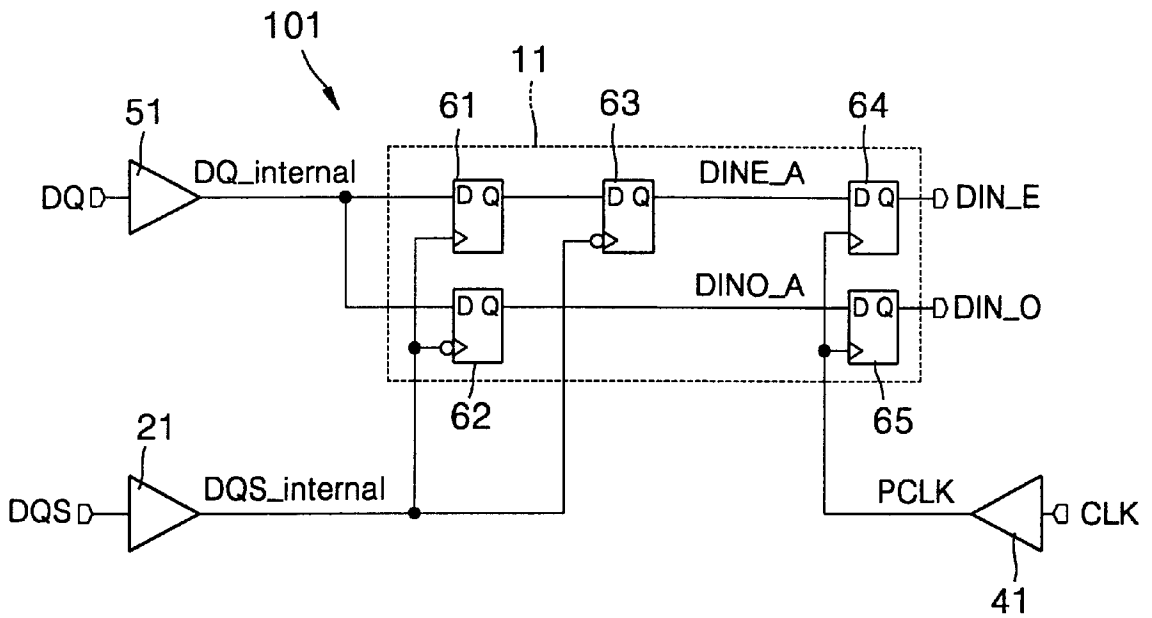 101
11
51
61
63
64
DQ_internal
DINE_A
DQ
D Q
D Q
D Q
DIN_E
DINO_A
D Q
D Q
DIN_O
62
65
21
DQS_internal
PCLK
DQS
CLK
41